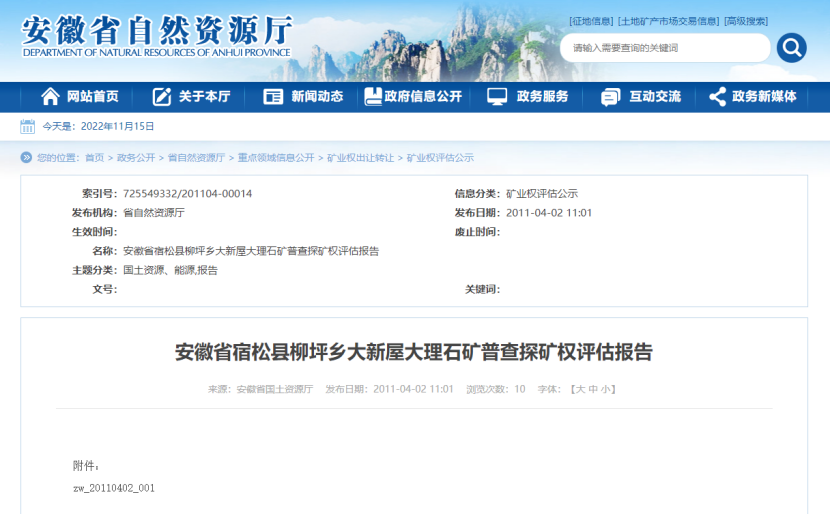 安徽省自然资源厅
DEPARTMENT OF NATURAL RESOURCES OF ANHUI PROVINCE
[征地信息] [土地矿产市场交易信息] [高级搜索]
请输入需要查询的关键词
网站首页 关于本厅 新闻动态 政府信息公开 政务服务 互动交流 政务新媒体
今天是：2022年11月15日
您的位置：首页 > 政务公开 > 省自然资源厅 > 重点领域信息公开 > 矿业权出让转让 > 矿业权评估公示
索引号：725549332/201104-00014 信息分类：矿业权评估公示
发布机构：省自然资源厅 发布日期：2011-04-02 11:01
生效时间： 废止时间：
名称：安徽省宿松县柳坪乡大新屋大理石矿普查探矿权评估报告
主题分类：国土资源、能源,报告
文号： 关键词：
安徽省宿松县柳坪乡大新屋大理石矿普查探矿权评估报告
来源：安徽省国土资源厅 发布日期：2011-04-02 11:01 浏览次数：10 字体：【大 中 小】
附件：
zw_20110402_001